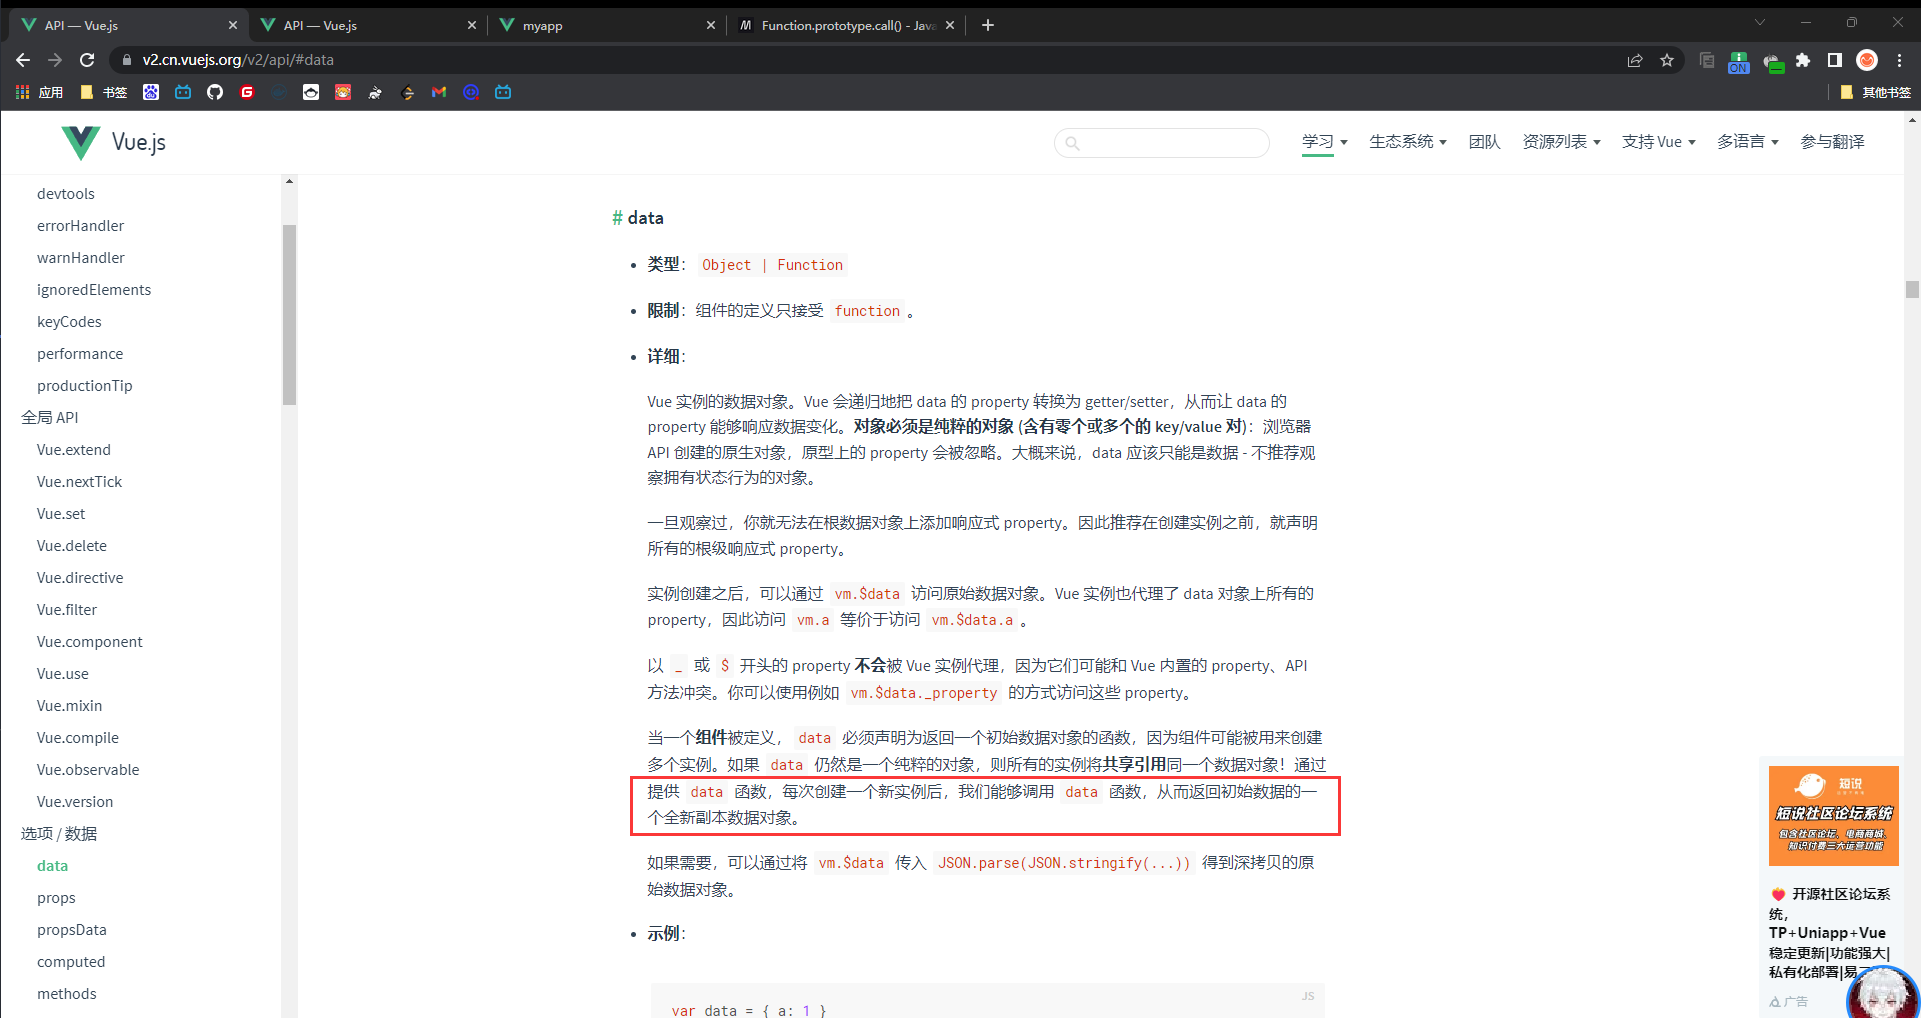 API — Vue.js
API — Vue.js
myapp
Function.prototype.call() - Java
v2.cn.vuejs.org/v2/api/#data
ON
应用
书签
其他书签
Vue.js
学习
生态系统
团队
资源列表
支持 Vue
多语言
参与翻译
devtools
errorHandler
warnHandler
ignoredElements
keyCodes
performance
productionTip
全局 API
Vue.extend
Vue.nextTick
Vue.set
Vue.delete
Vue.directive
Vue.filter
Vue.component
Vue.use
Vue.mixin
Vue.compile
Vue.observable
Vue.version
选项 / 数据
data
props
propsData
computed
methods
# data
类型：Object | Function
限制：组件的定义只接受 function 。
详细：
Vue 实例的数据对象。Vue 会递归地把 data 的 property 转换为 getter/setter，从而让 data 的
property 能够响应数据变化。对象必须是纯粹的对象 (含有零个或多个的 key/value 对)：浏览器
API 创建的原生对象，原型上的 property 会被忽略。大概来说，data 应该只能是数据 - 不推荐观
察拥有状态行为的对象。
一旦观察过，你就无法在根数据对象上添加响应式 property。因此推荐在创建实例之前，就声明
所有的根级响应式 property。
实例创建之后，可以通过 vm.$data 访问原始数据对象。Vue 实例也代理了 data 对象上所有的
property，因此访问 vm.a 等价于访问 vm.$data.a 。
以 _ 或 $ 开头的 property 不会被 Vue 实例代理，因为它们可能和 Vue 内置的 property、API
方法冲突。你可以使用例如 vm.$data._property 的方式访问这些 property。
当一个组件被定义， data 必须声明为返回一个初始数据对象的函数，因为组件可能被用来创建
多个实例。如果 data 仍然是一个纯粹的对象，则所有的实例将共享引用同一个数据对象！通过
提供 data 函数，每次创建一个新实例后，我们能够调用 data 函数，从而返回初始数据的一
个全新副本数据对象。
如果需要，可以通过将 vm.$data 传入 JSON.parse(JSON.stringify(...)) 得到深拷贝的原
始数据对象。
示例：
JS
var data = { a: 1 }
短说
短说社区论坛系统
包含社区论坛、电商商城、
知识付费三大运营功能
开源社区论坛系
统，
TP+Uniapp+Vue
稳定更新|功能强大|
私有化部署|易
广告